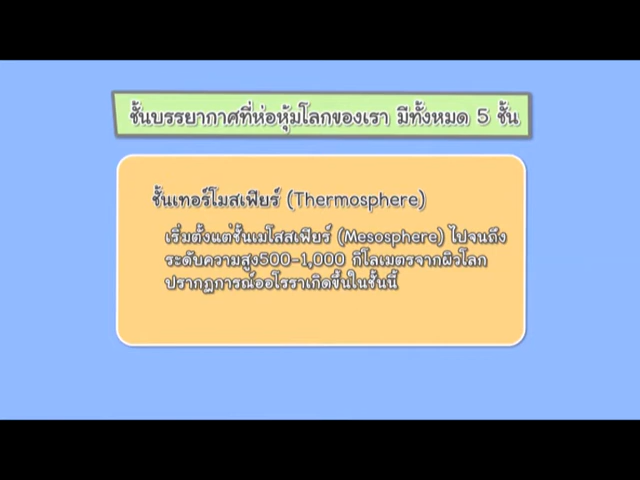 ชั้นบรรยากาศที่ห่อหุ้มโลกของเรา มีทั้งหมด 5 ชั้น
ชั้นเทอร์โมสเฟียร์ (Thermosphere)
เริ่มตั้งแต่ชั้นเมโสสเฟียร์ (Mesosphere) ไปจนถึง
ระดับความสูง500-1,000 กิโลเมตรจากผิวโลก
ปรากฏการณ์ออโรราเกิดขึ้นในชั้นนี้